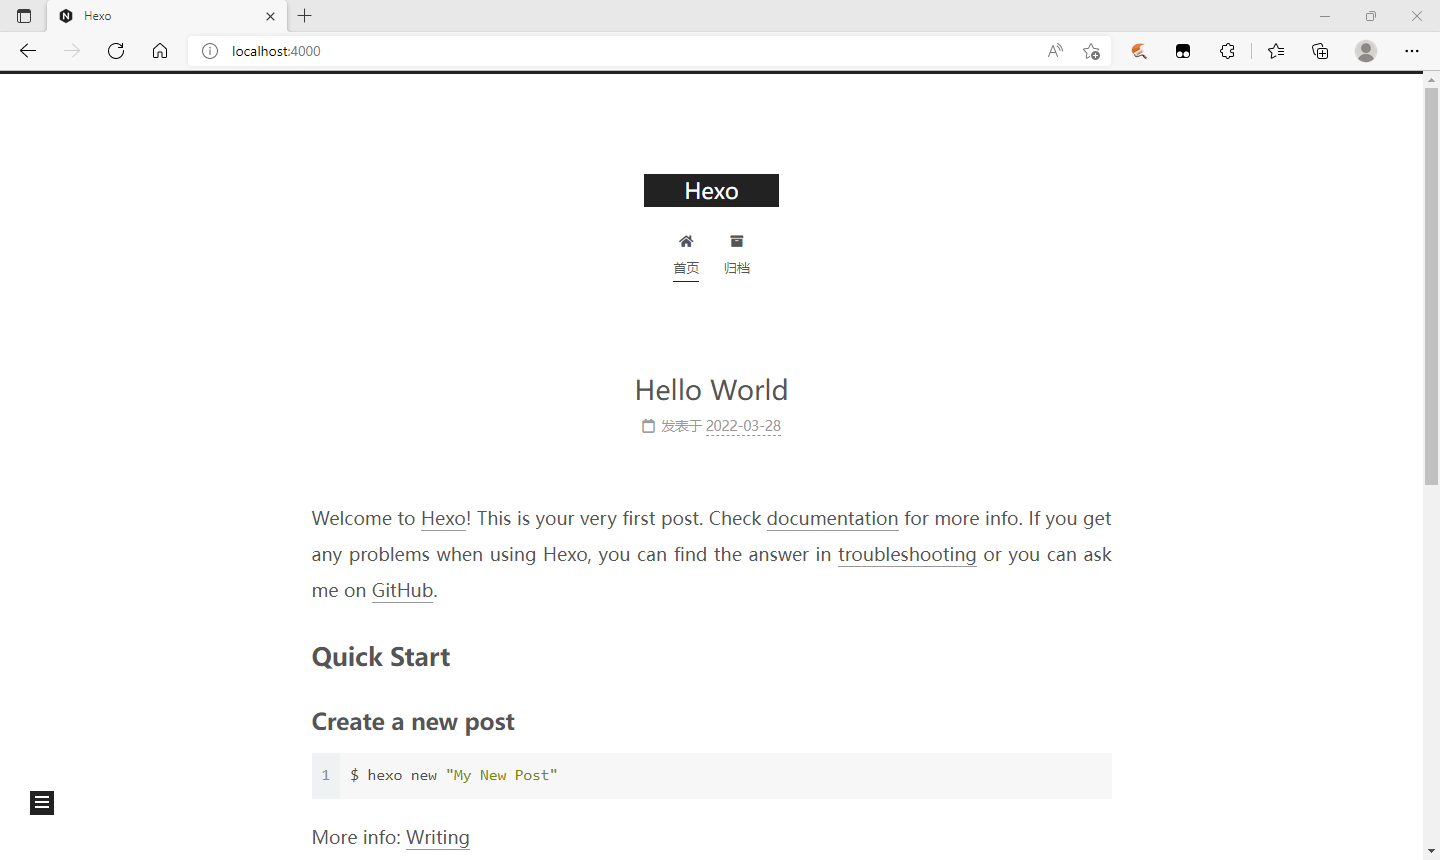 Hexo
localhost:4000
Hexo
首页 归档
Hello World
发表于 2022-03-28
Welcome to Hexo! This is your very first post. Check documentation for more info. If you get
any problems when using Hexo, you can find the answer in troubleshooting or you can ask
me on GitHub.
Quick Start
Create a new post
1 $ hexo new "My New Post"
More info: Writing